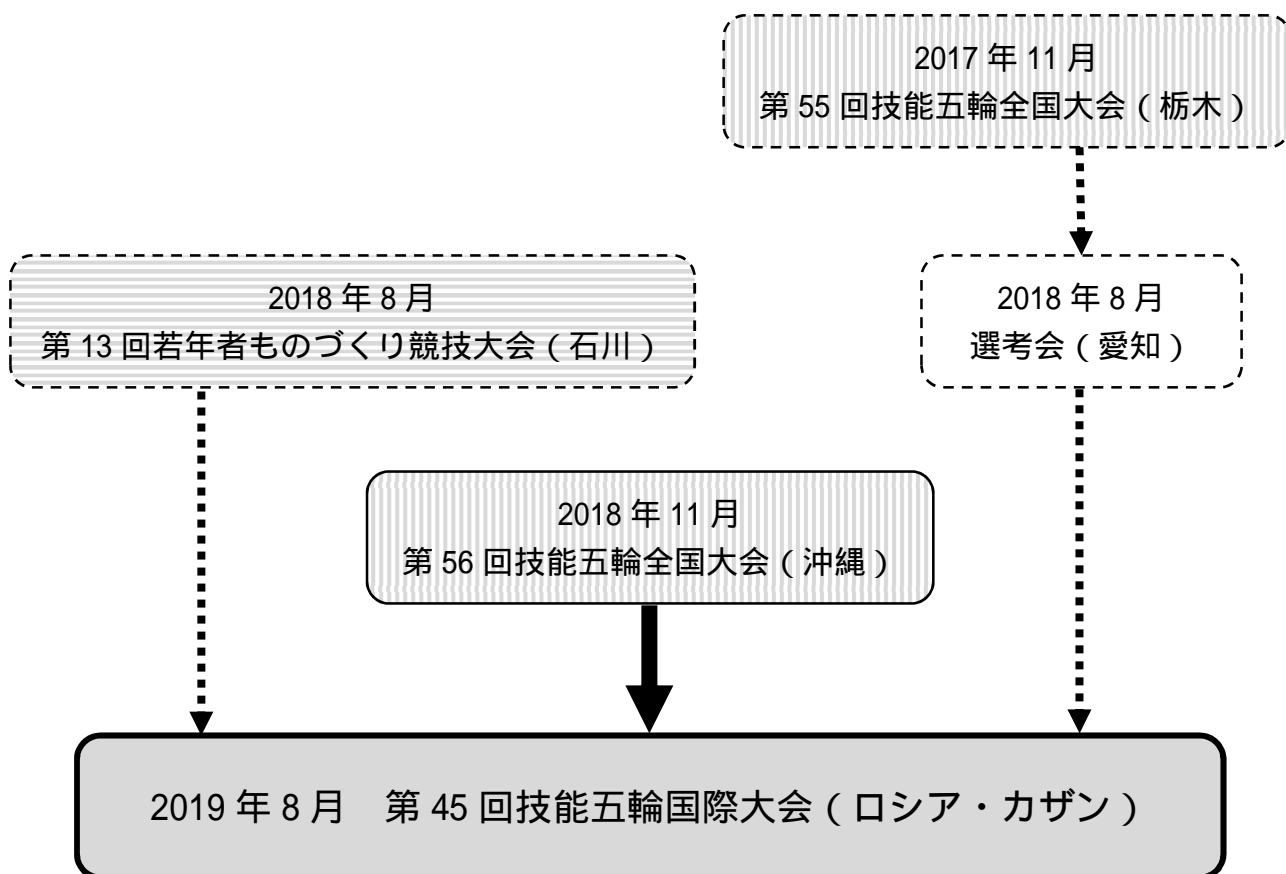 2017 年 11 月
第 55 回技能五輪全国大会（栃木）
2018 年 8 月
第 13 回若年者ものづくり競技大会（石川）
2018 年 8 月
選考会（愛知）
2018 年 11 月
第 56 回技能五輪全国大会（沖縄）
2019 年 8 月　第 45 回技能五輪国際大会（ロシア・カザン）